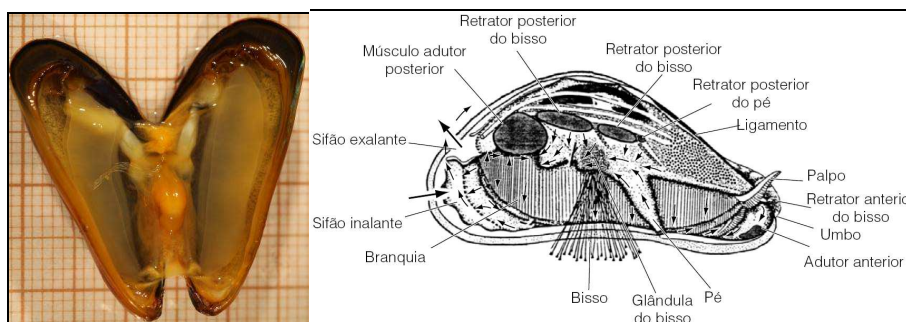 Retrator posterior
do bisso
Músculo adutor
posterior
Retrator posterior
do bisso
Retrator posterior
do pé
Ligamento
Sifão exalante
Palpo
Retrator anterior
do bisso
Sifão inalante
Umbo
Branquia
Adutor anterior
Bisso
Glândula
do bisso
Pé